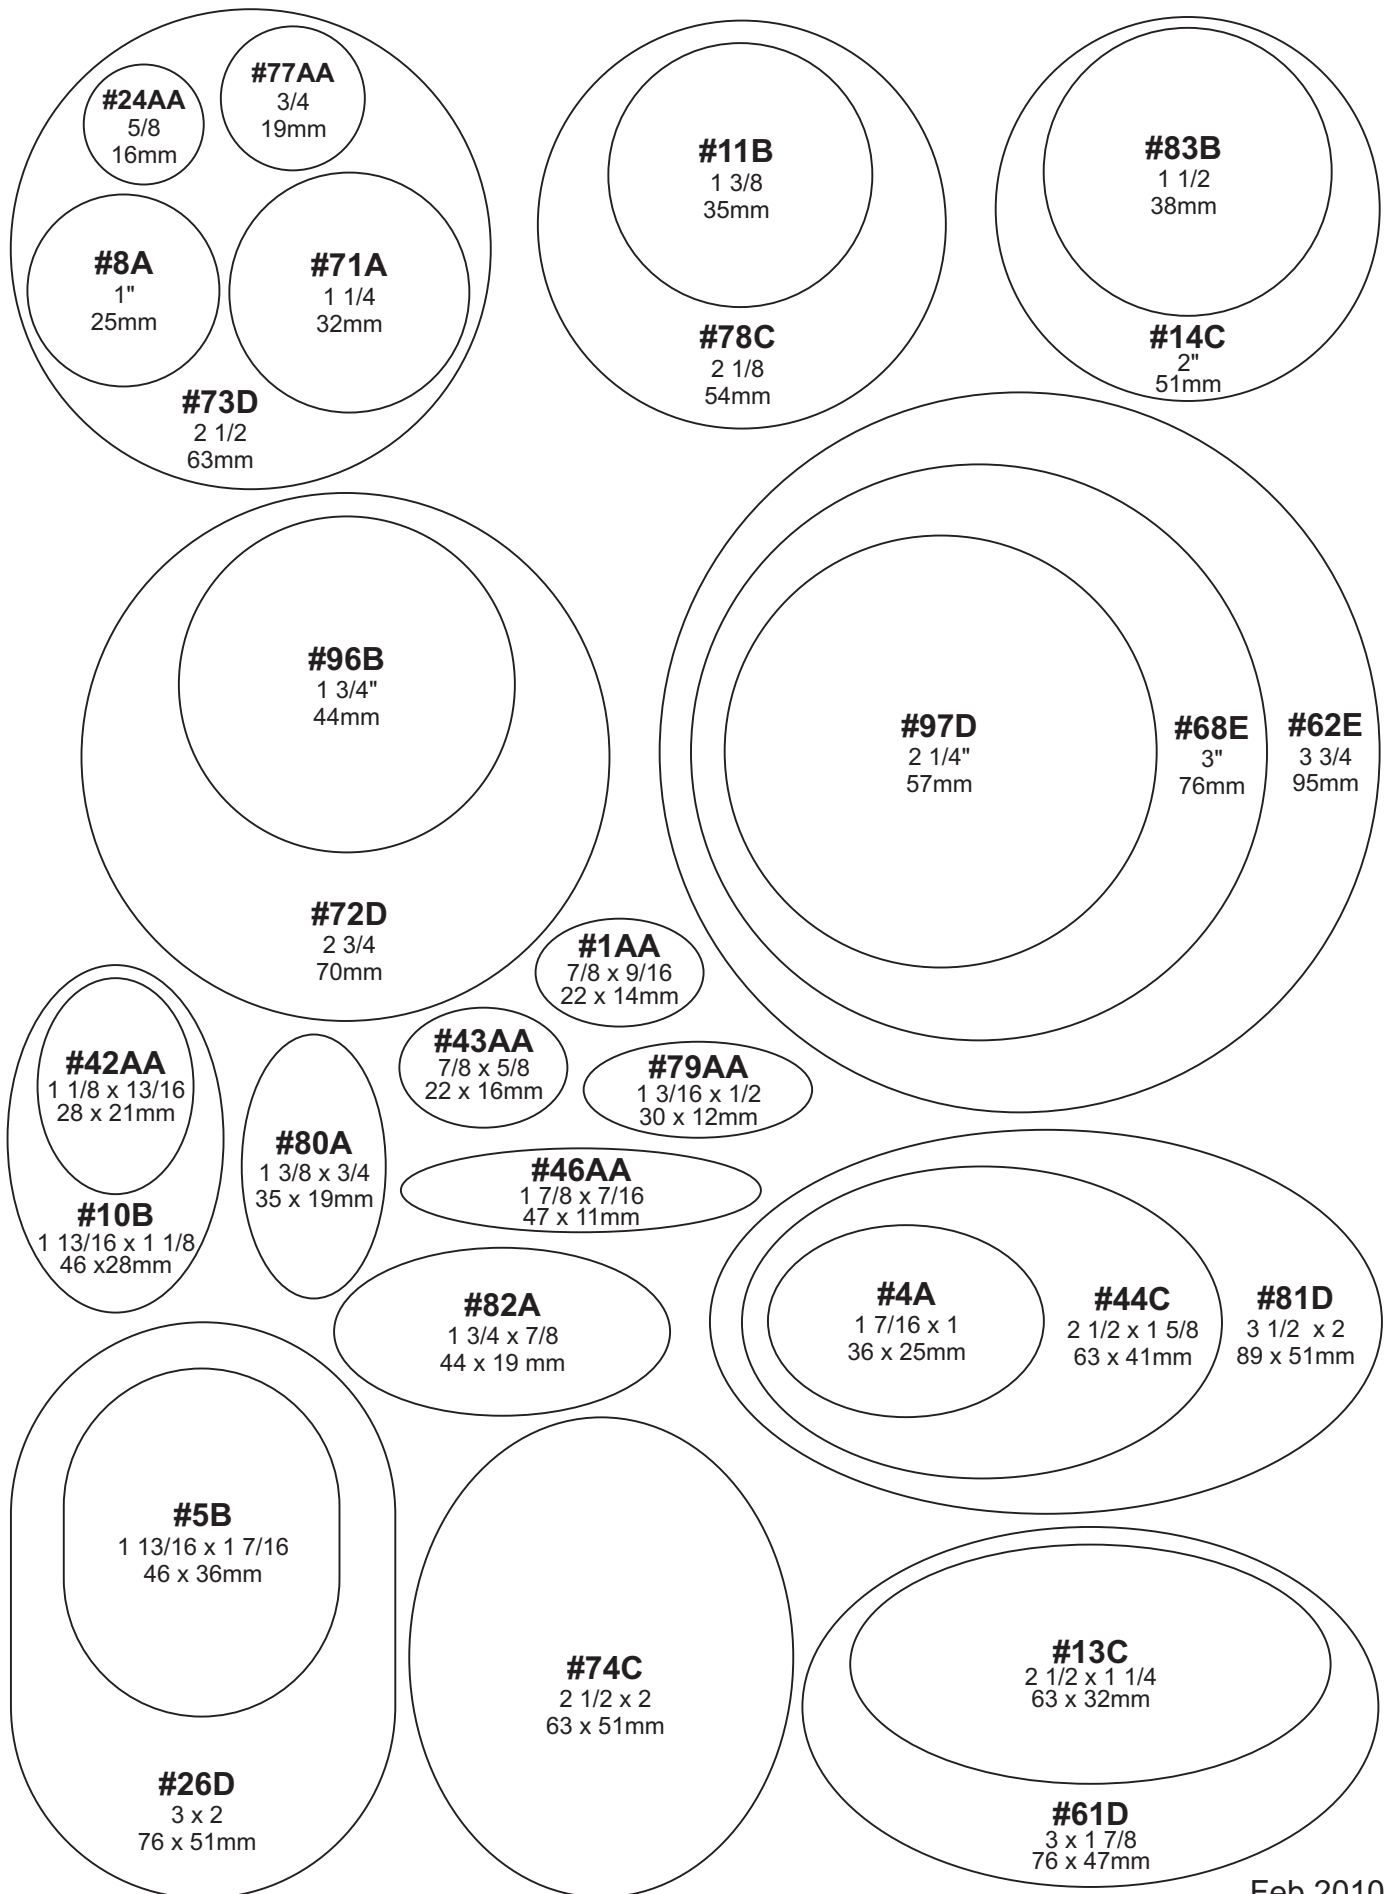 #24AA
5/8
16mm
#77AA
3/4
19mm
#8A
1"
25mm
#71A
1 1/4
32mm
#73D
2 1/2
63mm
#11B
1 3/8
35mm
#78C
2 1/8
54mm
#83B
1 1/2
38mm
#14C
2"
51mm
#96B
1 3/4"
44mm
#72D
2 3/4
70mm
#97D
2 1/4"
57mm
#68E
3"
76mm
#62E
3 3/4
95mm
#1AA
7/8 x 9/16
22 x 14mm
#43AA
7/8 x 5/8
22 x 16mm
#79AA
1 3/16 x 1/2
30 x 12mm
#42AA
1 1/8 x 13/16
28 x 21mm
#10B
1 13/16 x 1 1/8
46 x28mm
#80A
1 3/8 x 3/4
35 x 19mm
#46AA
1 7/8 x 7/16
47 x 11mm
#82A
1 3/4 x 7/8
44 x 19 mm
#4A
1 7/16 x 1
36 x 25mm
#44C
2 1/2 x 1 5/8
63 x 41mm
#81D
3 1/2  x 2
89 x 51mm
#5B
1 13/16 x 1 7/16
46 x 36mm
#26D
3 x 2
76 x 51mm
#74C
2 1/2 x 2
63 x 51mm
#13C
2 1/2 x 1 1/4
63 x 32mm
#61D
3 x 1 7/8
76 x 47mm
Feb 2010